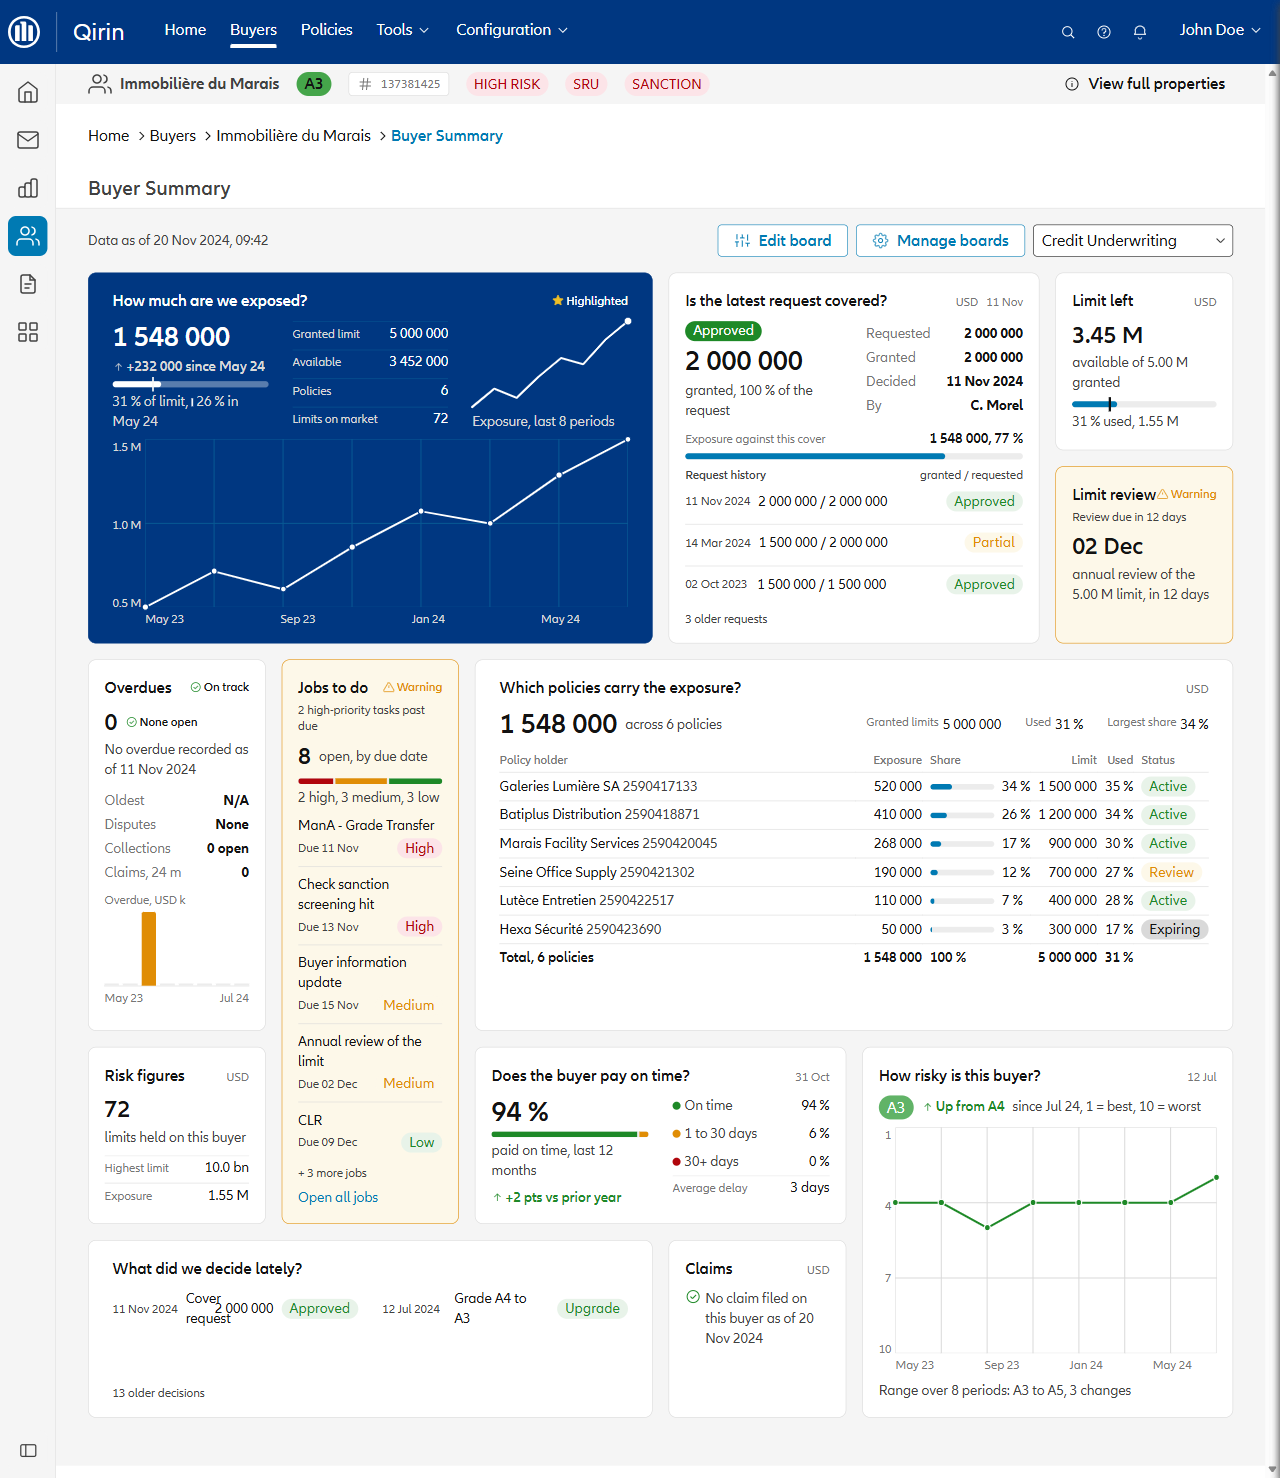 Qirin
Home
Buyers
Policies
Tools
Configuration
John Doe
Immobilière du Marais
A3
# 137381425
HIGH RISK
SRU
SANCTION
View full properties
Home > Buyers > Immobilière du Marais > Buyer Summary
Buyer Summary
Data as of 20 Nov 2024, 09:42
Edit board
Manage boards
Credit Underwriting
How much are we exposed?
Highlighted
1 548 000
↑ +232 000 since May 24
31 % of limit, 26 % in
May 24
Granted limit 5 000 000
Available 3 452 000
Policies 6
Limits on market 72
Exposure, last 8 periods
1.5 M
1.0 M
0.5 M
May 23
Sep 23
Jan 24
May 24
Is the latest request covered?
USD 11 Nov
Approved
2 000 000
granted, 100 % of the
request
Requested 2 000 000
Granted 2 000 000
Decided 11 Nov 2024
By C. Morel
Exposure against this cover 1 548 000, 77 %
Request history granted / requested
11 Nov 2024 2 000 000 / 2 000 000 Approved
14 Mar 2024 1 500 000 / 2 000 000 Partial
02 Oct 2023 1 500 000 / 1 500 000 Approved
3 older requests
Limit left USD
3.45 M
available of 5.00 M
granted
31 % used, 1.55 M
Limit review Warning
Review due in 12 days
02 Dec
annual review of the
5.00 M limit, in 12 days
Overdues On track
0 None open
No overdue recorded as
of 11 Nov 2024
Oldest N/A
Disputes None
Collections 0 open
Claims, 24 m 0
Overdue, USD k
May 23 Jul 24
Jobs to do Warning
2 high-priority tasks past
due
8 open, by due date
2 high, 3 medium, 3 low
ManA - Grade Transfer
Due 11 Nov High
Check sanction
screening hit
Due 13 Nov High
Buyer information
update
Due 15 Nov Medium
Annual review of the
limit
Due 02 Dec Medium
CLR
Due 09 Dec Low
+ 3 more jobs
Open all jobs
Which policies carry the exposure? USD
1 548 000 across 6 policies
Granted limits 5 000 000 Used 31 % Largest share 34 %
Policy holder Exposure Share Limit Used Status
Galeries Lumière SA 2590417133 520 000 34 % 1 500 000 35 % Active
Batiplus Distribution 2590418871 410 000 26 % 1 200 000 34 % Active
Marais Facility Services 2590420045 268 000 17 % 900 000 30 % Active
Seine Office Supply 2590421302 190 000 12 % 700 000 27 % Review
Lutèce Entretien 2590422517 110 000 7 % 400 000 28 % Active
Hexa Sécurité 2590423690 50 000 3 % 300 000 17 % Expiring
Total, 6 policies 1 548 000 100 % 5 000 000 31 %
Risk figures USD
72
limits held on this buyer
Highest limit 10.0 bn
Exposure 1.55 M
Does the buyer pay on time? 31 Oct
94 %
paid on time, last 12
months
↑ +2 pts vs prior year
On time 94 %
1 to 30 days 6 %
30+ days 0 %
Average delay 3 days
How risky is this buyer? 12 Jul
A3 ↑ Up from A4 since Jul 24, 1 = best, 10 = worst
1
4
7
10
May 23
Sep 23
Jan 24
May 24
Range over 8 periods: A3 to A5, 3 changes
What did we decide lately?
11 Nov 2024 Cover
request 2 000 000 Approved
12 Jul 2024 Grade A4 to
A3 Upgrade
13 older decisions
Claims USD
No claim filed on
this buyer as of 20
Nov 2024